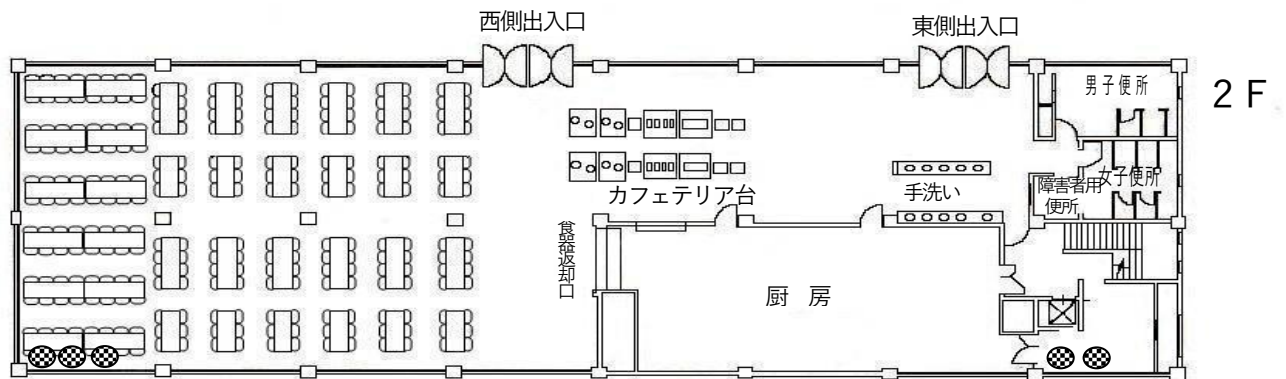 西側出入口
東側出入口
男子便所
２Ｆ
カフェテリア台
手洗い
障害者用
便所
女子便所
食器返却口
厨 房